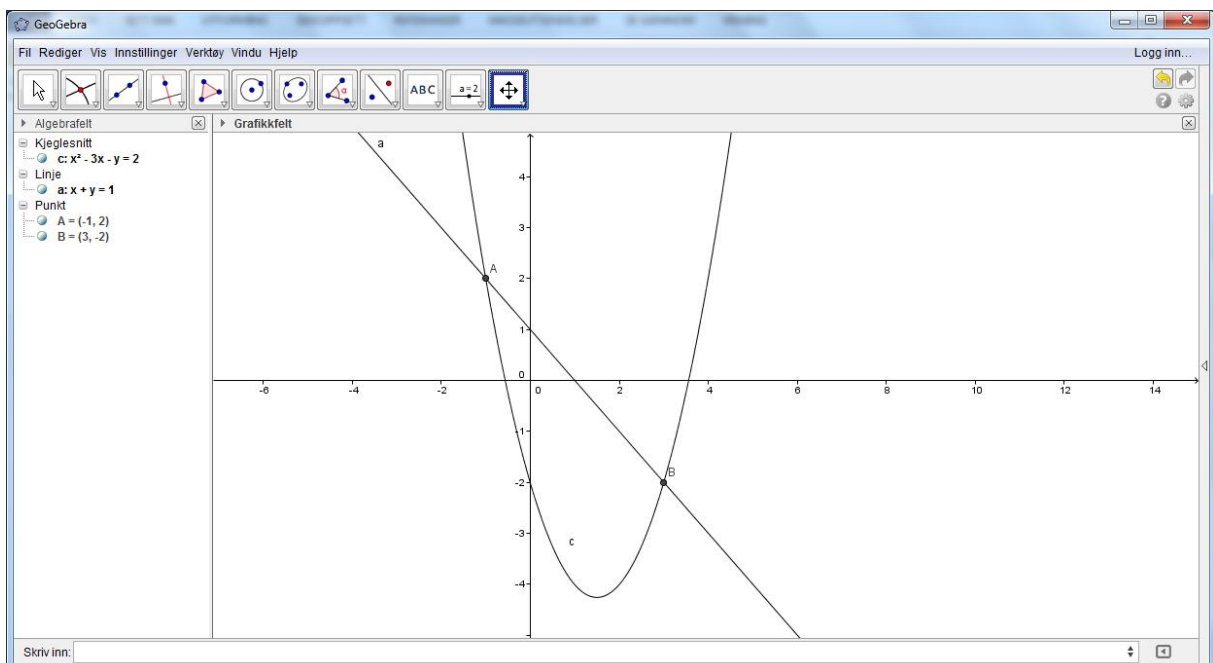 GeoGebra
Fil Rediger Vis Innstillinger Verktøy Vindu Hjelp
Logg inn...
ABC
a=2
Algebrafelt
Grafikkfelt
Kjeglesnitt
c: x² - 3x - y = 2
Linje
a: x + y = 1
Punkt
A = (-1, 2)
B = (3, -2)
a
4
3
A
2
1
0
-6 -4 -2 0 2 4 6 8 10 12 14
-1
B
-2
-3
c
-4
Skriv inn: